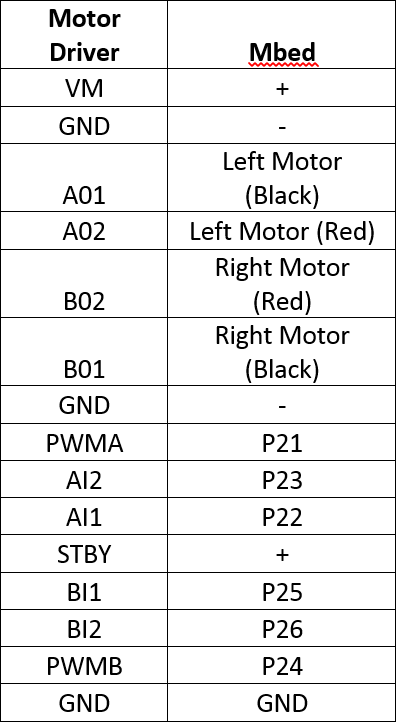 Motor Driver Mbed
VM +
GND -
A01 Left Motor (Black)
A02 Left Motor (Red)
B02 Right Motor (Red)
B01 Right Motor (Black)
GND -
PWMA P21
AI2 P23
AI1 P22
STBY +
BI1 P25
BI2 P26
PWMB P24
GND GND